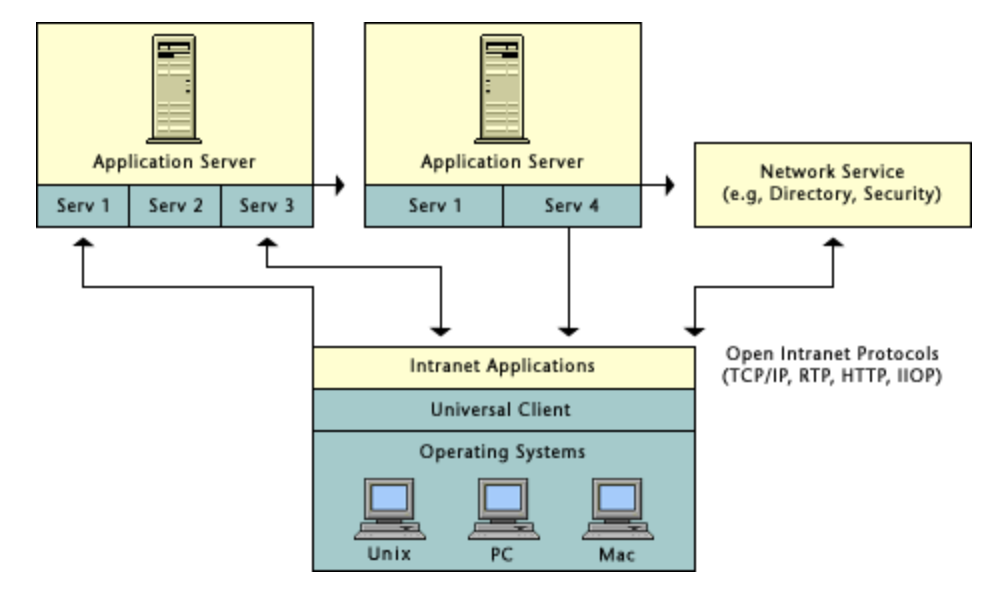 Application Server
Serv 1
Serv 2
Serv 3
Application Server
Serv 1
Serv 4
Network Service
(e.g, Directory, Security)
Intranet Applications
Universal Client
Operating Systems
Unix
PC
Mac
Open Intranet Protocols
(TCP/IP, RTP, HTTP, IIOP)